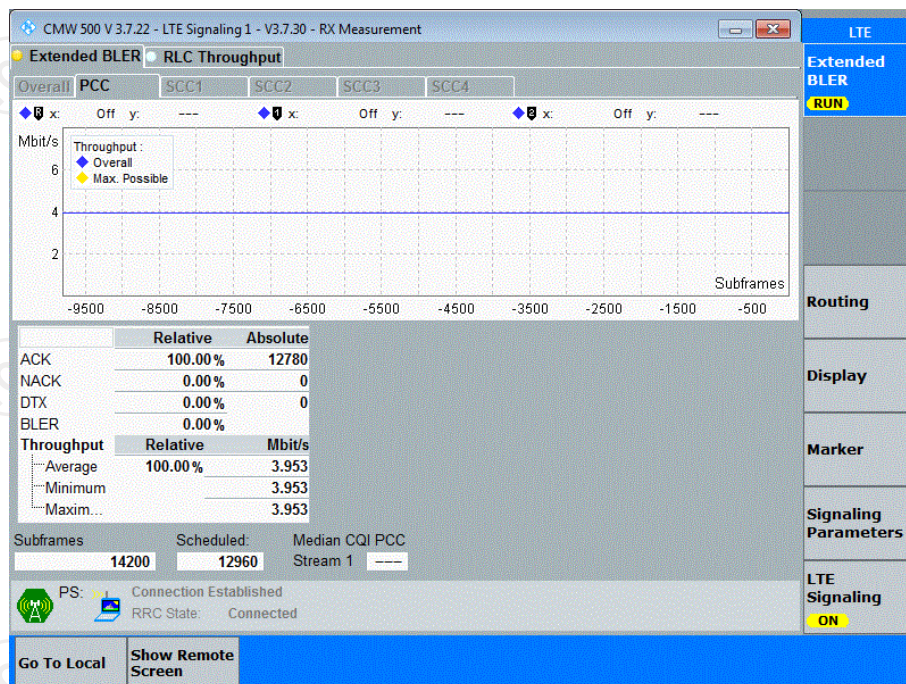 CMW 500 V 3.7.22 - LTE Signaling 1 - V3.7.30 - RX Measurement
LTE
Extended BLER RLC Throughput
Extended BLER
RUN
Overall PCC SCC1 SCC2 SCC3 SCC4
R x: Off y: --- 1 x: Off y: --- 2 x: Off y: ---
Mbit/s
Throughput :
Overall
Max. Possible
6
4
2
Subframes
-9500 -8500 -7500 -6500 -5500 -4500 -3500 -2500 -1500 -500
Routing
Relative Absolute
ACK 100.00 % 12780
NACK 0.00 % 0
DTX 0.00 % 0
BLER 0.00 %
Throughput Relative Mbit/s
Average 100.00 % 3.953
Minimum 3.953
Maxim... 3.953
Display
Marker
Signaling Parameters
Subframes Scheduled: Median CQI PCC
14200 12960 Stream 1 ---
PS: Connection Established
RRC State: Connected
LTE Signaling
ON
Go To Local Show Remote Screen